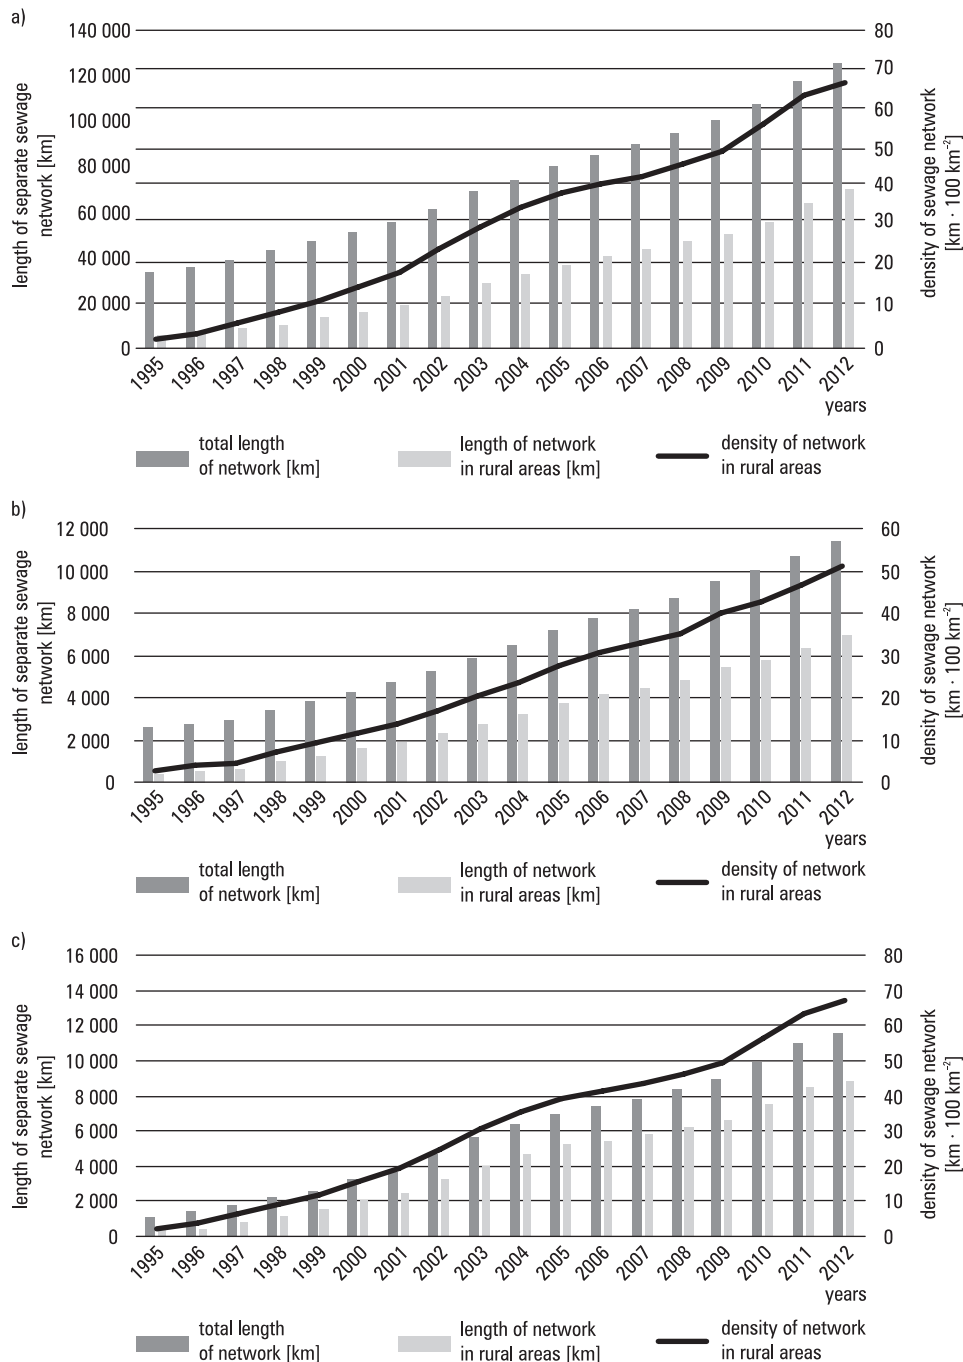 a)
length of separate sewage
network [km]
140 000
120 000
100 000
80 000
60 000
40 000
20 000
0
80
70
60
50
40
30
20
10
0
density of sewage network
[km · 100 km⁻²]
1995 1996 1997 1998 1999 2000 2001 2002 2003 2004 2005 2006 2007 2008 2009 2010 2011 2012
years
total length
of network [km]
length of network
in rural areas [km]
density of network
in rural areas
b)
length of separate sewage
network [km]
12 000
10 000
8 000
6 000
4 000
2 000
0
60
50
40
30
20
10
0
density of sewage network
[km · 100 km⁻²]
1995 1996 1997 1998 1999 2000 2001 2002 2003 2004 2005 2006 2007 2008 2009 2010 2011 2012
years
total length
of network [km]
length of network
in rural areas [km]
density of network
in rural areas
c)
length of separate sewage
network [km]
16 000
14 000
12 000
10 000
8 000
6 000
4 000
2 000
0
80
70
60
50
40
30
20
10
0
density of sewage network
[km · 100 km⁻²]
1995 1996 1997 1998 1999 2000 2001 2002 2003 2004 2005 2006 2007 2008 2009 2010 2011 2012
years
total length
of network [km]
length of network
in rural areas [km]
density of network
in rural areas